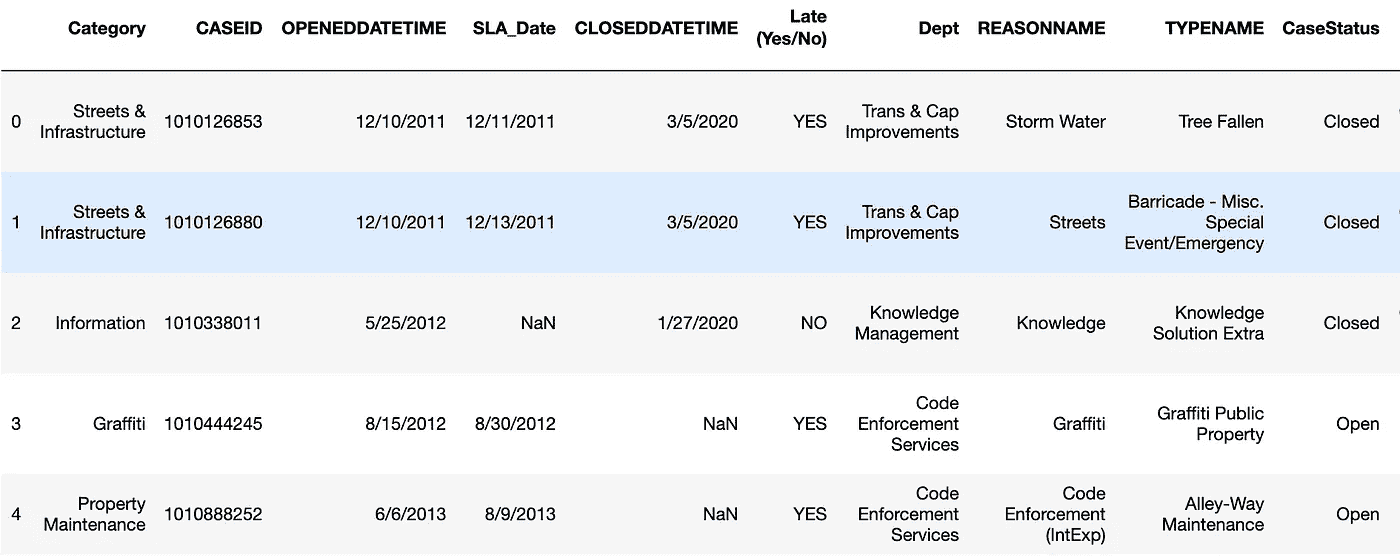 Category CASEID OPENEDDATETIME SLA_Date CLOSEDDATETIME Late (Yes/No) Dept REASONNAME TYPENAME CaseStatus
0 Streets & Infrastructure 1010126853 12/10/2011 12/11/2011 3/5/2020 YES Trans & Cap Improvements Storm Water Tree Fallen Closed
1 Streets & Infrastructure 1010126880 12/10/2011 12/13/2011 3/5/2020 YES Trans & Cap Improvements Streets Barricade - Misc. Special Event/Emergency Closed
2 Information 1010338011 5/25/2012 NaN 1/27/2020 NO Knowledge Management Knowledge Knowledge Solution Extra Closed
3 Graffiti 1010444245 8/15/2012 8/30/2012 NaN YES Code Enforcement Services Graffiti Graffiti Public Property Open
4 Property Maintenance 1010888252 6/6/2013 8/9/2013 NaN YES Code Enforcement Services Code Enforcement (IntExp) Alley-Way Maintenance Open